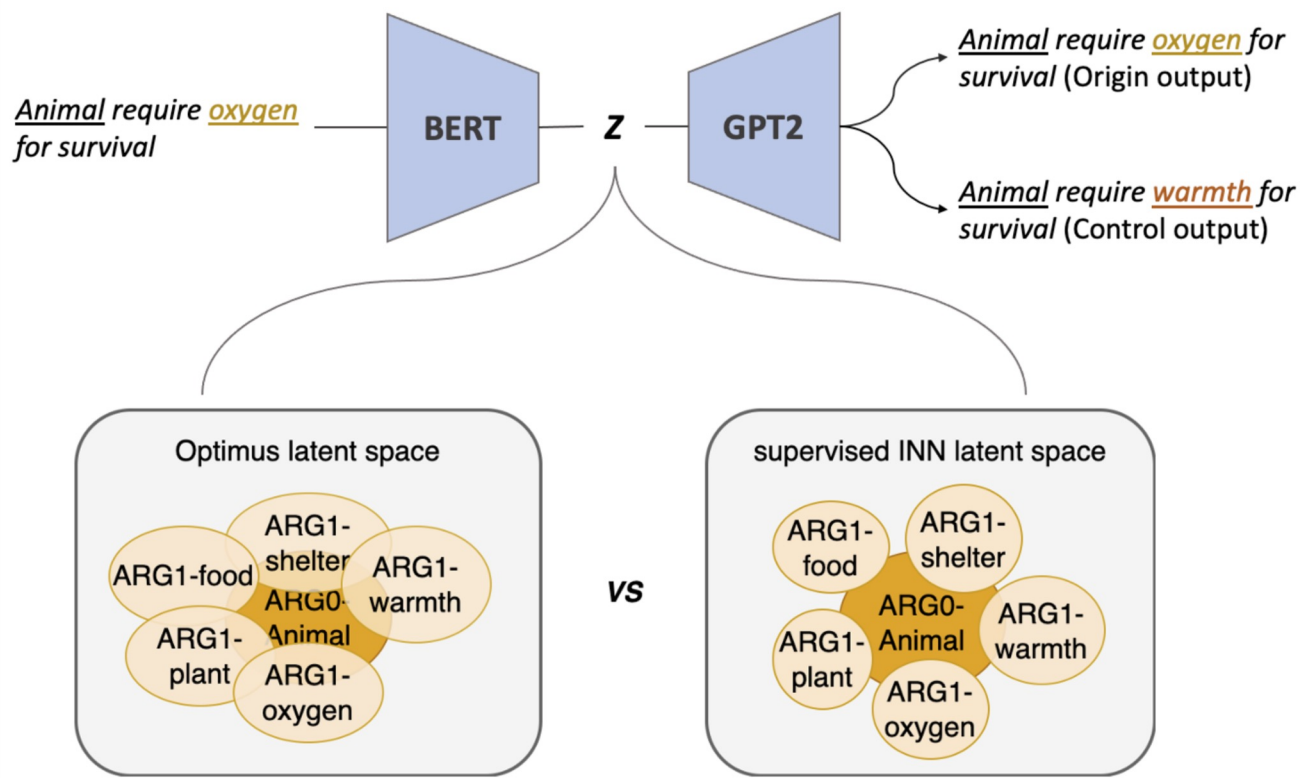 Animal require oxygen
for survival
BERT
Z
GPT2
Animal require oxygen for
survival (Origin output)
Animal require warmth for
survival (Control output)
Optimus latent space
ARG1-
shelter
ARG1-food
ARG1-
warmth
ARG0-
Animal
ARG1-
plant
ARG1-
oxygen
vs
supervised INN latent space
ARG1-
food
ARG1-
shelter
ARG0-
Animal
ARG1-
warmth
ARG1-
plant
ARG1-
oxygen